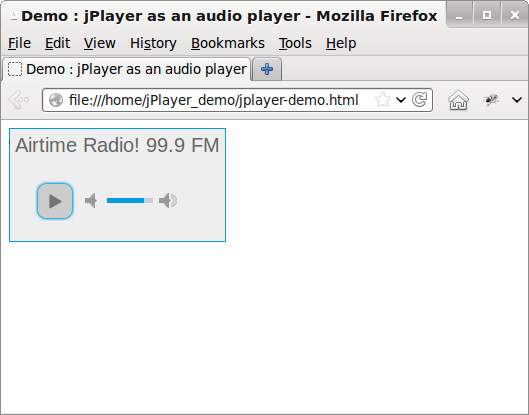 Demo : jPlayer as an audio player - Mozilla Firefox
File Edit View History Bookmarks Tools Help
Demo : jPlayer as an audio player
file:///home/jPlayer_demo/jplayer-demo.html
Airtime Radio! 99.9 FM